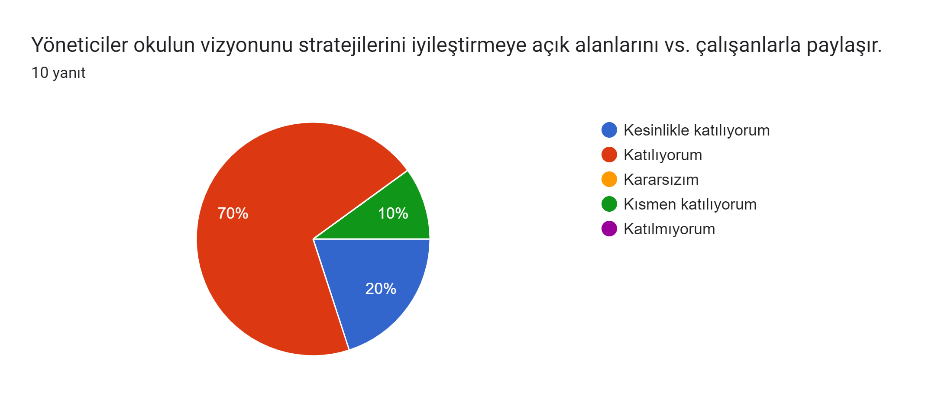 Yöneticiler okulun vizyonunu stratejilerini iyileştirmeye açık alanlarını vs. çalışanlarla paylaşır.
10 yanıt
Kesinlikle katılıyorum
Katılıyorum
Kararsızım
Kısmen katılıyorum
Katılmıyorum
70%
10%
20%